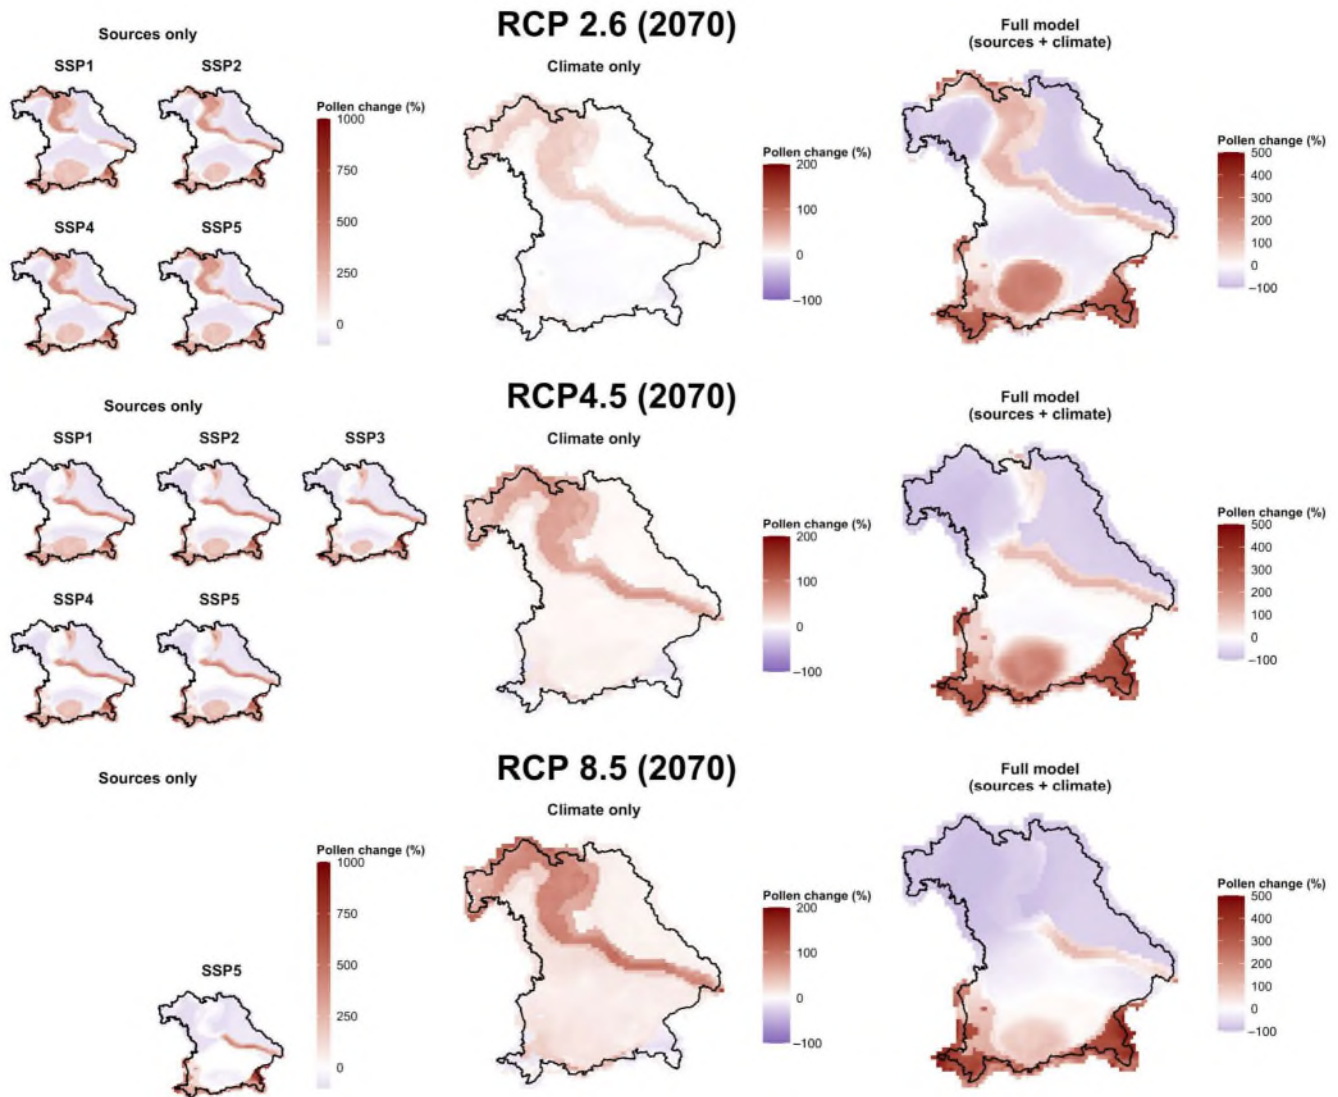 RCP 2.6 (2070)
Sources only
Climate only
Full model
(sources + climate)
SSP1
SSP2
SSP4
SSP5
Pollen change (%)
1000
750
500
250
0
Pollen change (%)
200
100
0
−100
Pollen change (%)
500
400
300
200
100
0
−100
RCP4.5 (2070)
Sources only
Climate only
Full model
(sources + climate)
SSP1
SSP2
SSP3
SSP4
SSP5
Pollen change (%)
200
100
0
−100
Pollen change (%)
500
400
300
200
100
0
−100
RCP 8.5 (2070)
Sources only
Climate only
Full model
(sources + climate)
SSP5
Pollen change (%)
1000
750
500
250
0
Pollen change (%)
200
100
0
−100
Pollen change (%)
500
400
300
200
100
0
−100